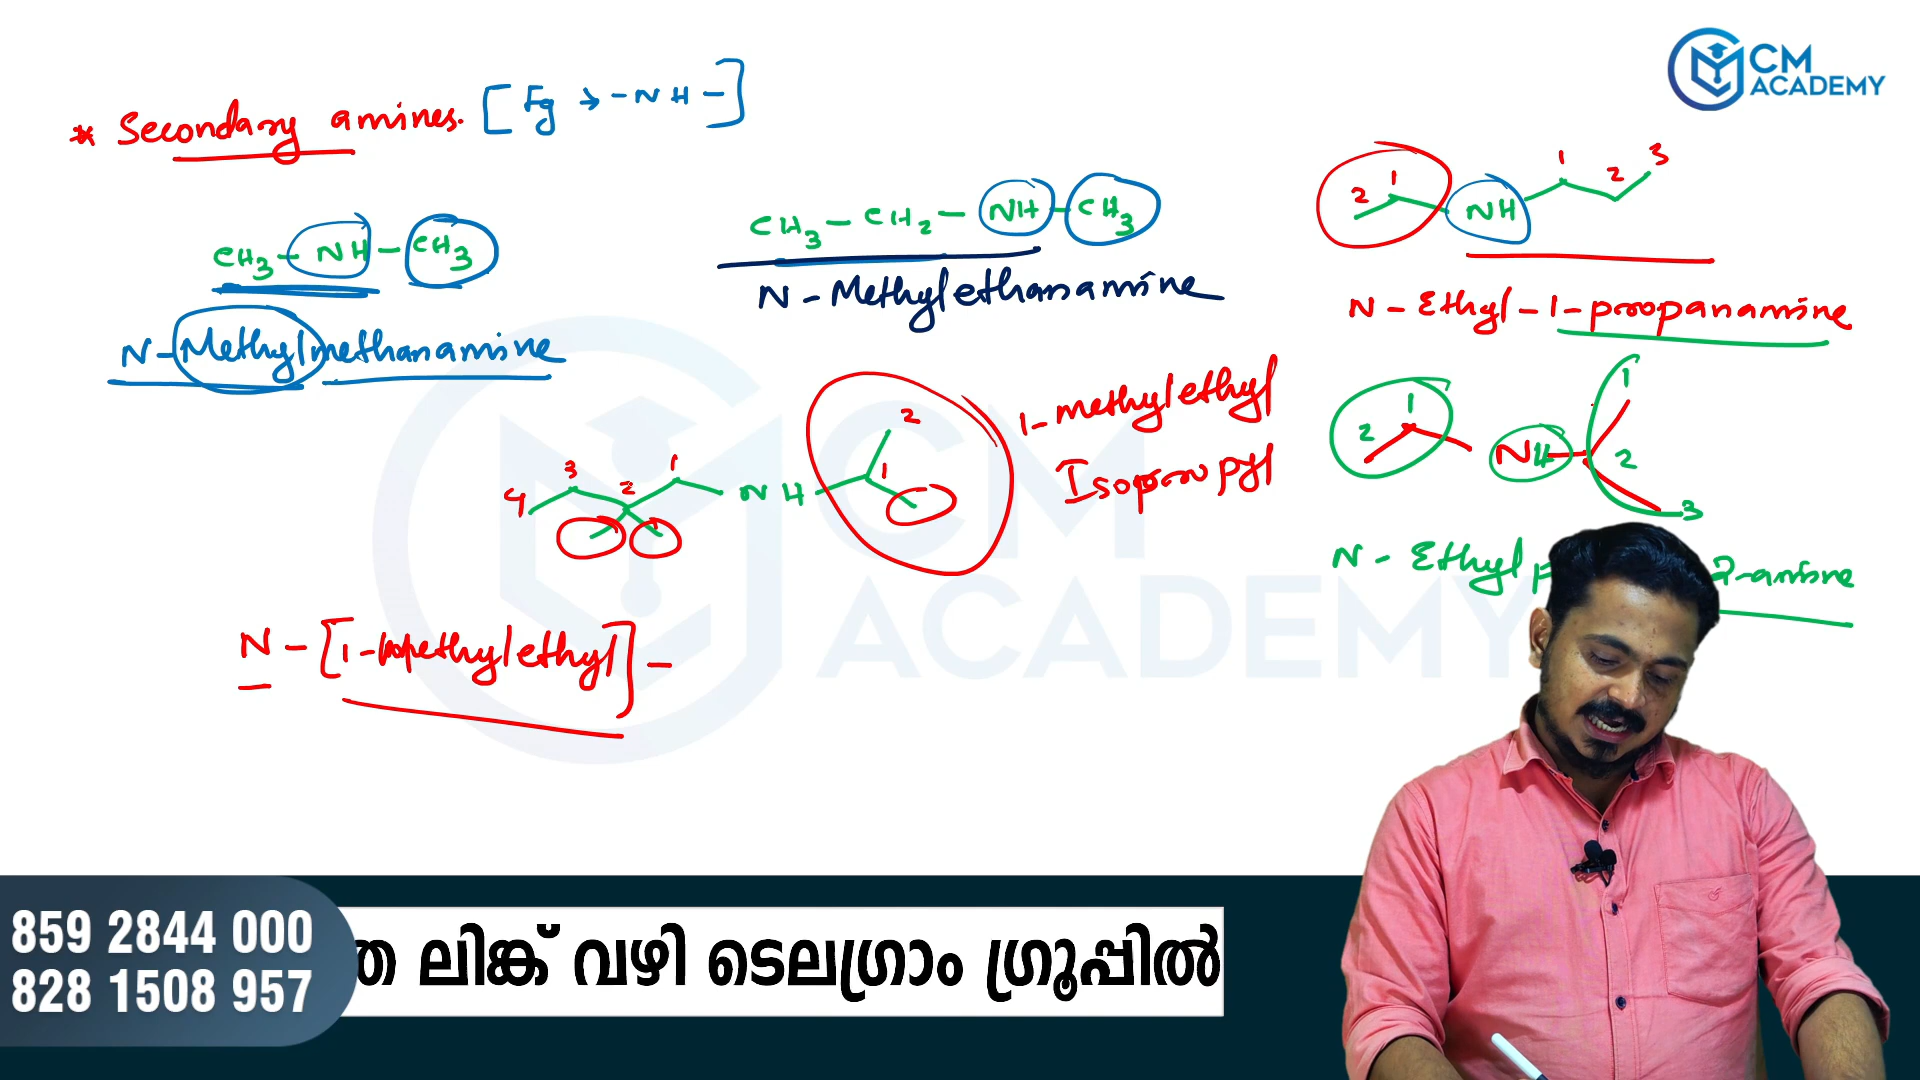 CM
ACADEMY
* Secondary amines. [Fg → -NH-]
CH3-NH-CH3
N-Methylmethanamine
CH3-CH2-NH-CH3
N-Methylethanamine
2 1 NH 1 2 3
N-Ethyl-1-propanamine
4 3 2 1 NH 1 2
1-methylethyl
Isopropyl
2 1 NH 1 2 3
N-Ethyl 2-amine
N-[1-methylethyl]-
CM
ACADEMY
859 2844 000
828 1508 957
ത ലിങ്ക് വഴി ടെലഗ്രാം ഗ്രൂപ്പിൽ